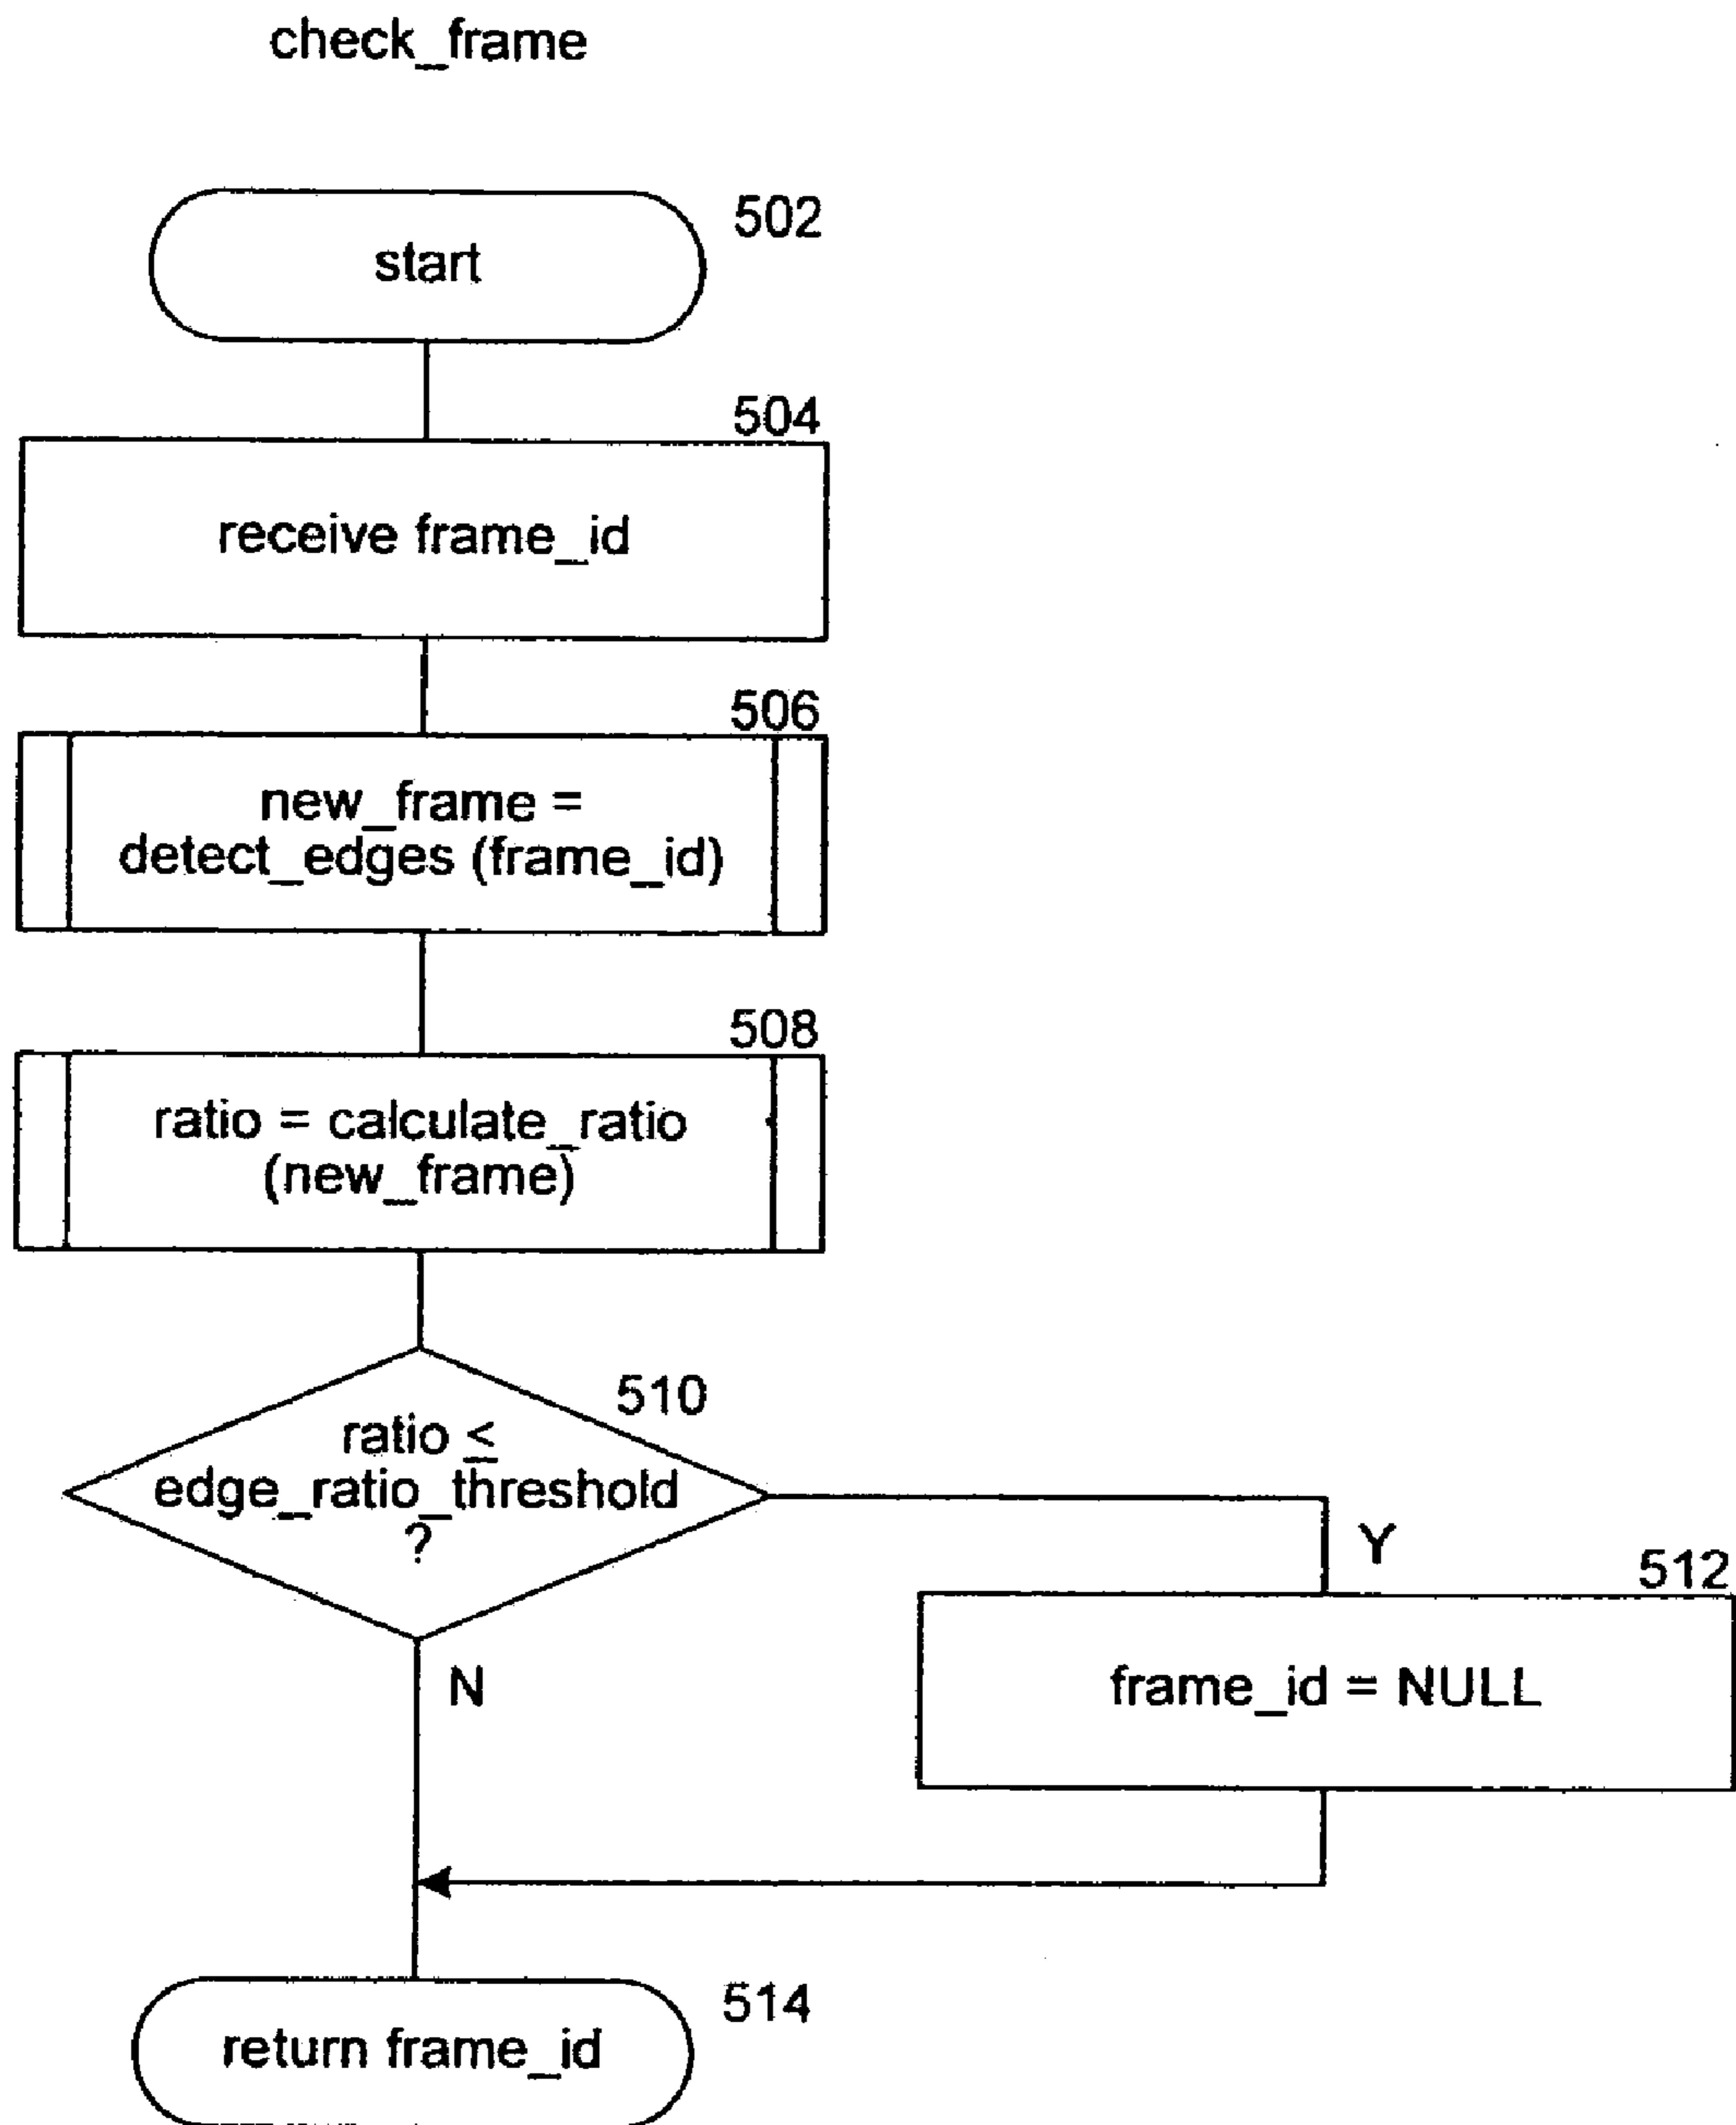 check_frame
502
start
504
receive frame_id
506
new_frame =
detect_edges (frame_id)
508
ratio = calculate_ratio
(new_frame)
510
ratio ≤
edge_ratio_threshold
?
Y
512
N
frame_id = NULL
514
return frame_id